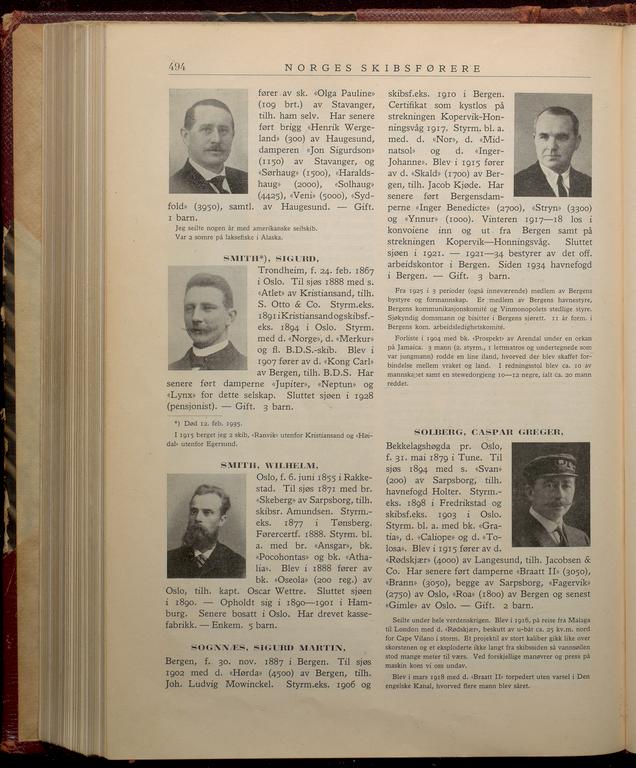 494
NORGES SKIBSFØRERE
fører av sk. «Olga Pauline»
(109 brt.) av Stavanger,
tilh. ham selv. Har senere
ført brigg «Henrik Werge-
land» (300) av Haugesund,
damperen «Jon Sigurdson»
(1150) av Stavanger, og
«Sørhaug» (1500), «Haralds-
haug» (2000), «Solhaug»
(4425), «Veni» (5000), «Syd-
fold» (3950), samtl. av Haugesund. — Gift.
1 barn.
Jeg seilte nogen år med amerikanske seilskib.
Var 2 somre på laksefiske i Alaska.
SMITH*), SIGURD,
Trondheim, f. 24. feb. 1867
i Oslo. Til sjøs 1888 med s.
«Atlet» av Kristiansand, tilh.
S. Otto & Co. Styrm.eks.
1891 i Kristiansand og skibsf.-
eks. 1894 i Oslo. Styrm.
med d. «Norge», d. «Merkur»
og fl. B.D.S.-skib. Blev i
1907 fører av d. «Kong Carl»
av Bergen, tilh. B.D.S. Har
senere ført damperne «Jupiter», «Neptun» og
«Lynx» for dette selskap. Sluttet sjøen i 1928
(pensjonist). — Gift. 3 barn.
*) Død 12. feb. 1935.
I 1915 berget jeg 2 skib, «Ranvik» utenfor Kristiansand og «Høi-
dal» utenfor Egersund.
SMITH, WILHELM,
Oslo, f. 6. juni 1855 i Rakke-
stad. Til sjøs 1871 med br.
«Skeberg» av Sarpsborg, tilh.
skibsr. Amundsen. Styrm.-
eks. 1877 i Tønsberg.
Førercertf. 1888. Styrm. bl.
a. med br. «Ansgar», bk.
«Pocohontas» og bk. «Atha-
lia». Blev i 1888 fører av
bk. «Oseola» (200 reg.) av
Oslo, tilh. kapt. Oscar Wettre. Sluttet sjøen
i 1890. — Opholdt sig i 1890—1901 i Ham-
burg. Senere bosatt i Oslo. Har drevet kasse-
fabrikk. — Enkem. 5 barn.
SOGNNÆS, SIGURD MARTIN,
Bergen, f. 30. nov. 1887 i Bergen. Til sjøs
1902 med d. «Hørda» (4500) av Bergen, tilh.
Joh. Ludvig Mowinckel. Styrm.eks. 1906 og
skibsf.eks. 1910 i Bergen.
Certifikat som kystlos på
strekningen Kopervik-Hon-
ningsvåg 1917. Styrm. bl. a.
med. d. «Nor», d. «Mid-
natsol» og d. «Inger-
Johanne». Blev i 1915 fører
av d. «Skald» (1700) av Ber-
gen, tilh. Jacob Kjøde. Har
senere ført Bergensdam-
perne «Inger Benedicte» (2700), «Stryn» (3300)
og «Ynnur» (1000). Vinteren 1917—18 los i
konvoiene inn og ut fra Bergen samt på
strekningen Kopervik—Honningsvåg. Sluttet
sjøen i 1921. — 1921—34 bestyrer av det off.
arbeidskontor i Bergen. Siden 1934 havnefogd
i Bergen. — Gift. 3 barn.
Fra 1925 i 3 perioder (også inneværende) medlem av Bergens
bystyre og formannskap. Er medlem av Bergens havnestyre,
Bergens kommunikasjonskomité og Vinmonopolets stedlige styre.
Sjøkyndig domsmann og bisitter i Bergens sjørett. 11 år form. i
Bergens kom. arbeidsledighetskomité.
Forliste i 1904 med bk. «Prospekt» av Arendal under en orkan
på Jamaica. 3 mann (2. styrm., 1 lettmatros og undertegnede som
var jungmann) rodde en line iland, hvorved der blev skaffet for-
bindelse mellem vraket og land. I redningsstol blev ca. 10 av
mannskapet samt en stewedorgjeng 10—12 negre, ialt ca. 20 mann
reddet.
SOLBERG, CASPAR GREGER,
Bekkelagshøgda pr. Oslo,
f. 31. mai 1879 i Tune. Til
sjøs 1894 med s. «Svan»
(200) av Sarpsborg, tilh.
havnefogd Holter. Styrm.-
eks. 1898 i Fredrikstad og
skibsf.eks. 1903 i Oslo.
Styrm. bl. a. med bk. «Gra-
tia», d. «Caliope» og d. «To-
losa». Blev i 1915 fører av d.
«Rødskjær» (4000) av Langesund, tilh. Jacobsen &
Co. Har senere ført damperne «Braatt II» (3050),
«Brann» (3050), begge av Sarpsborg, «Fagervik»
(2750) av Oslo, «Roa» (1800) av Bergen og senest
«Gimle» av Oslo. — Gift. 2 barn.
Seilte under hele verdenskrigen. Blev i 1916, på reise fra Malaga
til London med d. «Rødskjær», beskutt av u-båt ca. 25 kv.m. nord
for Cape Vilano i storm. Et projektil av stort kaliber gikk like over
skorstenen og et eksploderte ikke langt fra skibssiden så vannsøilen
stod mange meter til værs. Ved forskjellige manøvrer og press på
maskin kom vi oss undav.
Blev i mars 1918 med d. «Braatt II» torpedert uten varsel i Den
engelske Kanal, hvorved flere mann blev såret.